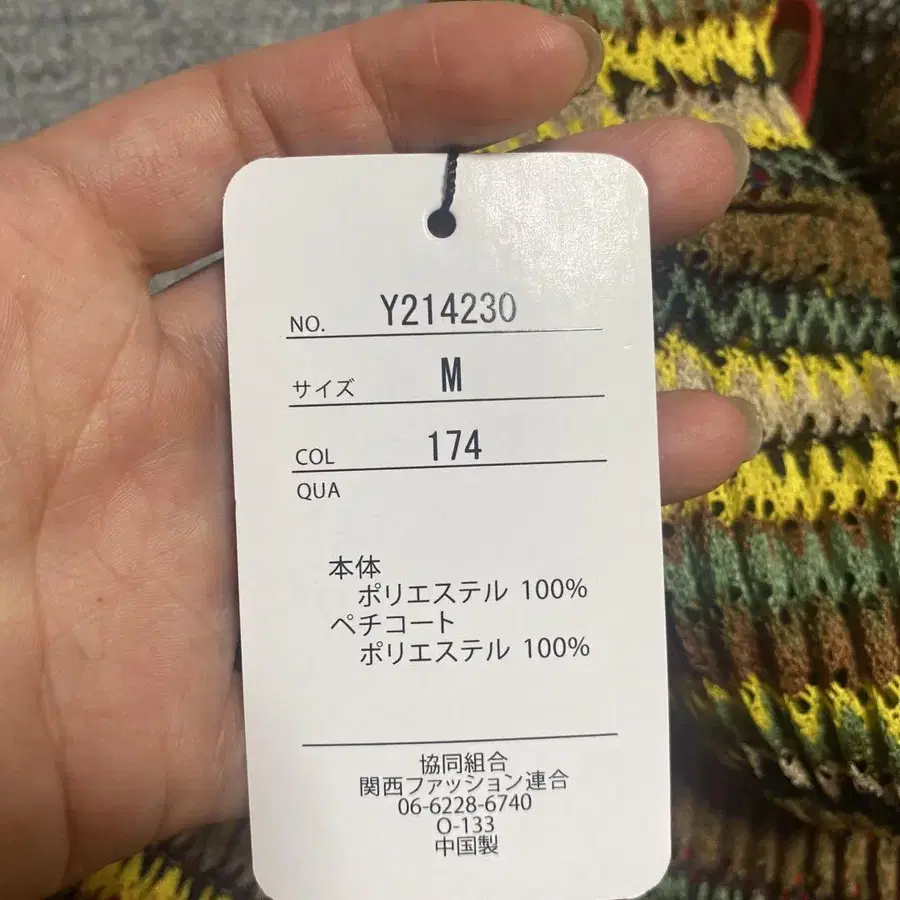 NO. Y214230
サイズ M
COL 174
QUA
本体
ポリエステル 100%
ペチコート
ポリエステル 100%
協同組合
関西ファッション連合
06-6228-6740
O-133
中国製